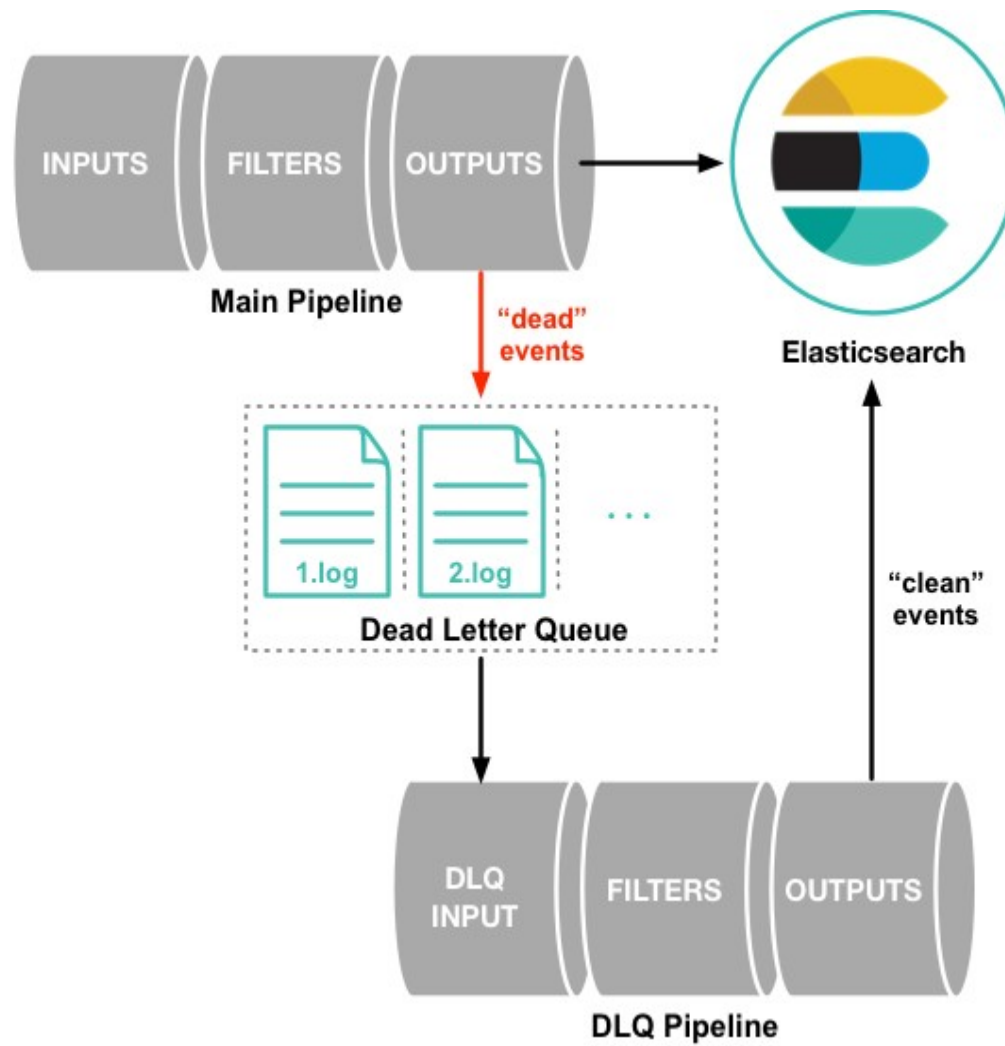 INPUTS
FILTERS
OUTPUTS
Main Pipeline
“dead”
events
Elasticsearch
1.log
2.log
...
Dead Letter Queue
“clean”
events
DLQ
INPUT
FILTERS
OUTPUTS
DLQ Pipeline